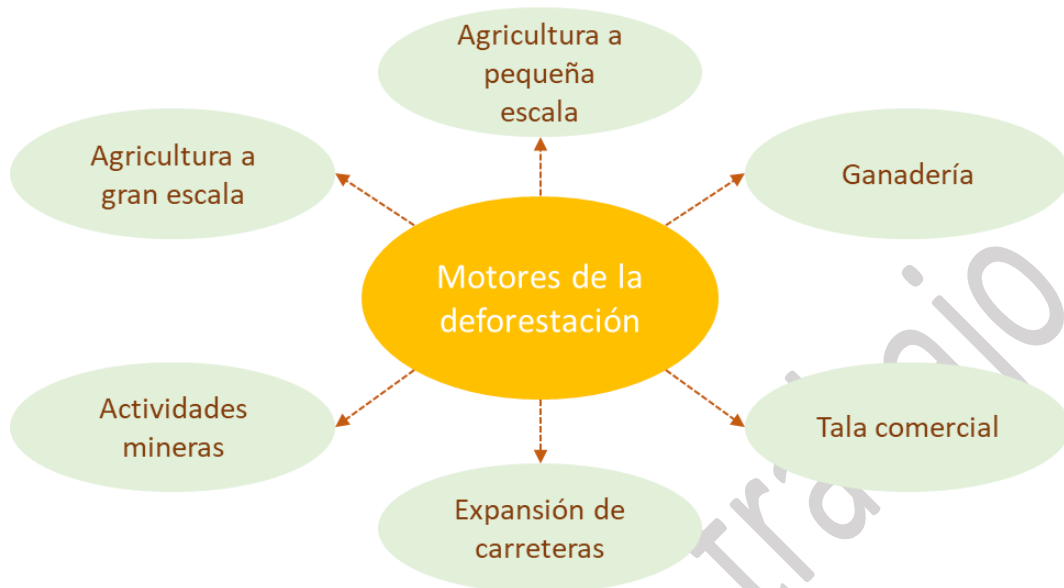 Agricultura a
pequeña
escala
Agricultura a
gran escala
Ganadería
Motores de la
deforestación
Actividades
mineras
Tala comercial
Expansión de
carreteras